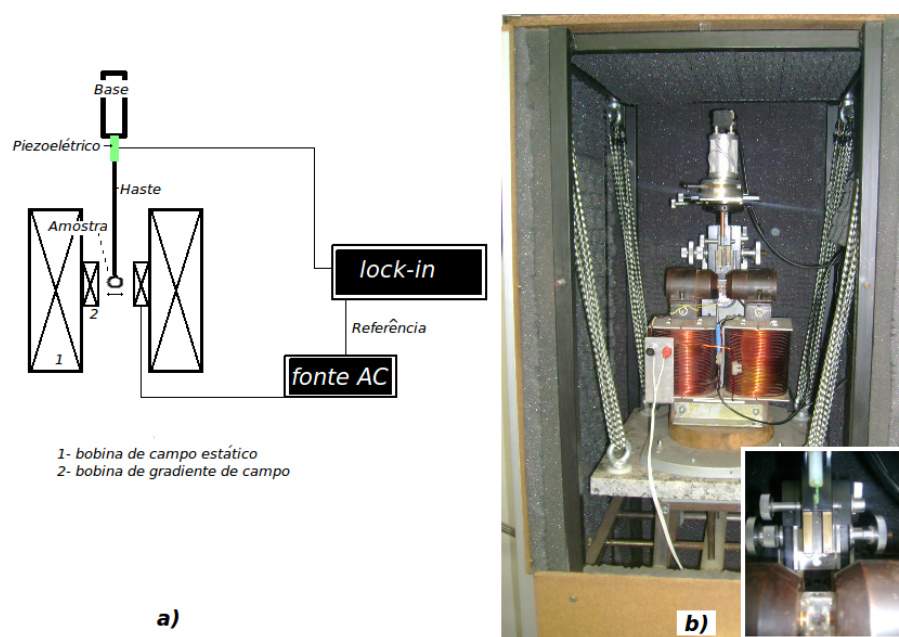 Base
Piezoelétrico
Haste
Amostra
lock-in
2
Referência
1
fonte AC
1- bobina de campo estático
2- bobina de gradiente de campo
a)
b)